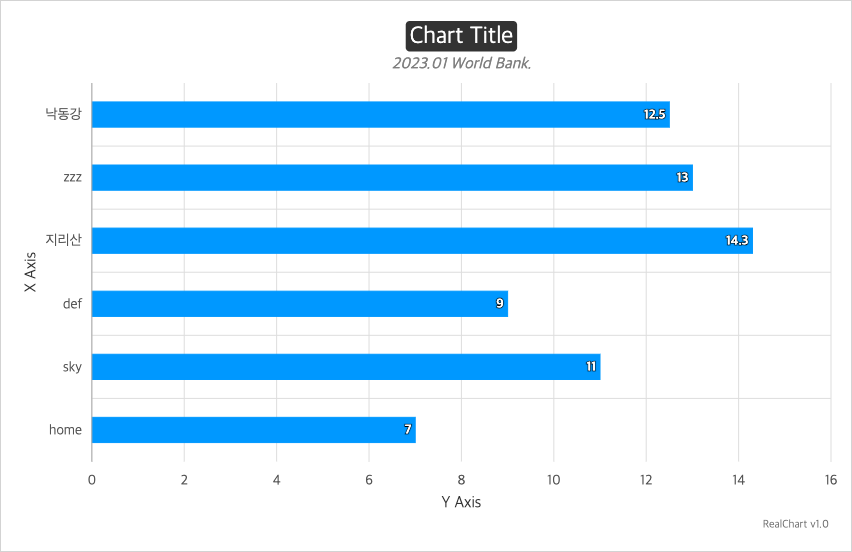 Chart Title
2023.01 World Bank.
낙동강
12.5
zzz
13
지리산
14.3
X Axis
def
9
sky
11
home
7
0 2 4 6 8 10 12 14 16
Y Axis
RealChart v1.0